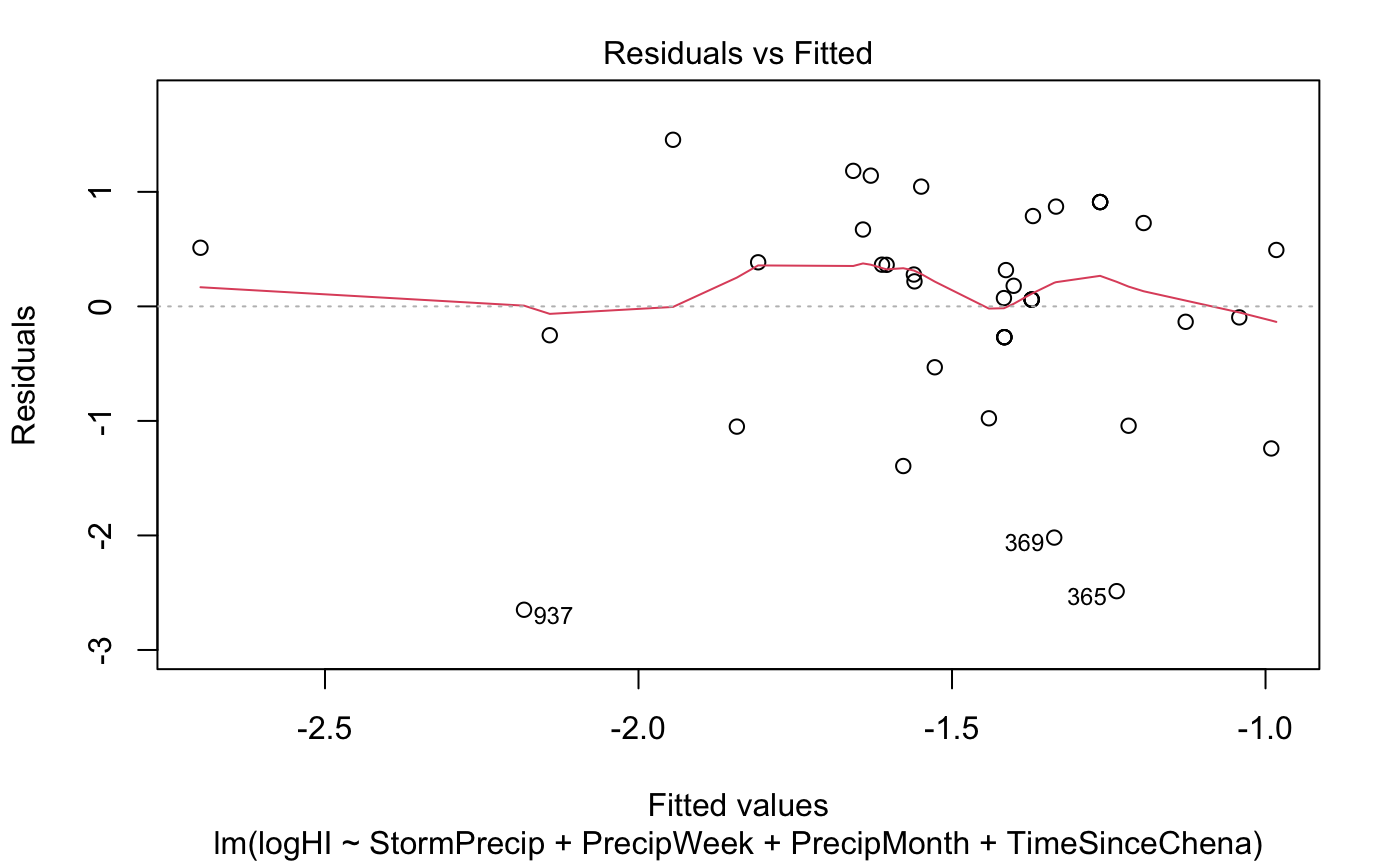 Residuals vs Fitted
Residuals
1
0
-1
-2
-3
369
365
937
-2.5 -2.0 -1.5 -1.0
Fitted values
lm(logHI ~ StormPrecip + PrecipWeek + PrecipMonth + TimeSinceChena)